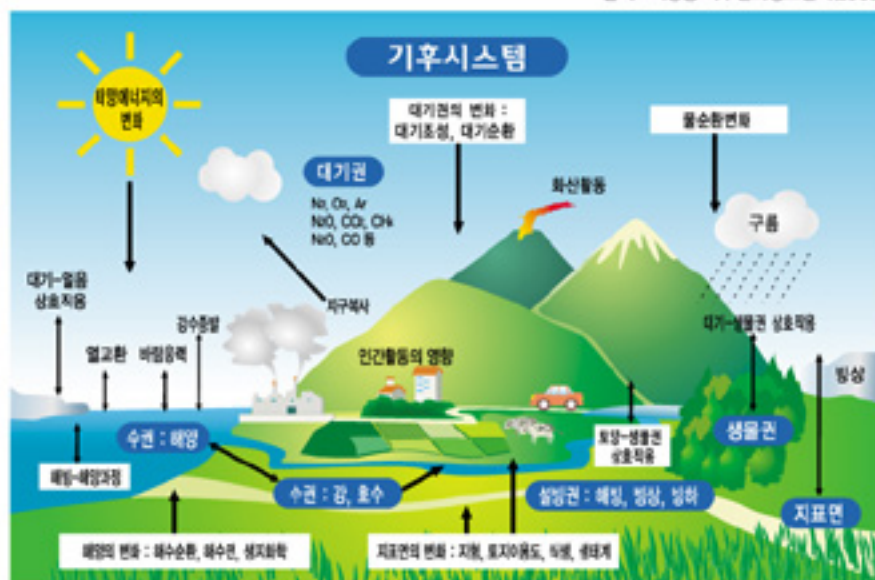 기후시스템
태양에너지의
변화
대기권의 변화 :
대기조성, 대기순환
물순환변화
대기권
N₂, O₂, Ar
N₂O, CO₂, CH₄
N₂O, CO 등
화산활동
구름
대기-얼음
상호작용
지구복사
강수증발
대기-생물권 상호작용
열교환
바람응력
인간활동의 영향
빙상
수권 : 해양
생물권
토양-생물권
상호작용
해빙-해양과정
수권 : 강, 호수
설빙권 : 해빙, 빙상, 빙하
지표면
해양의 변화 : 해수순환, 해수면, 생지화학
지표면의 변화 : 지형, 토지이용도, 식생, 생태계